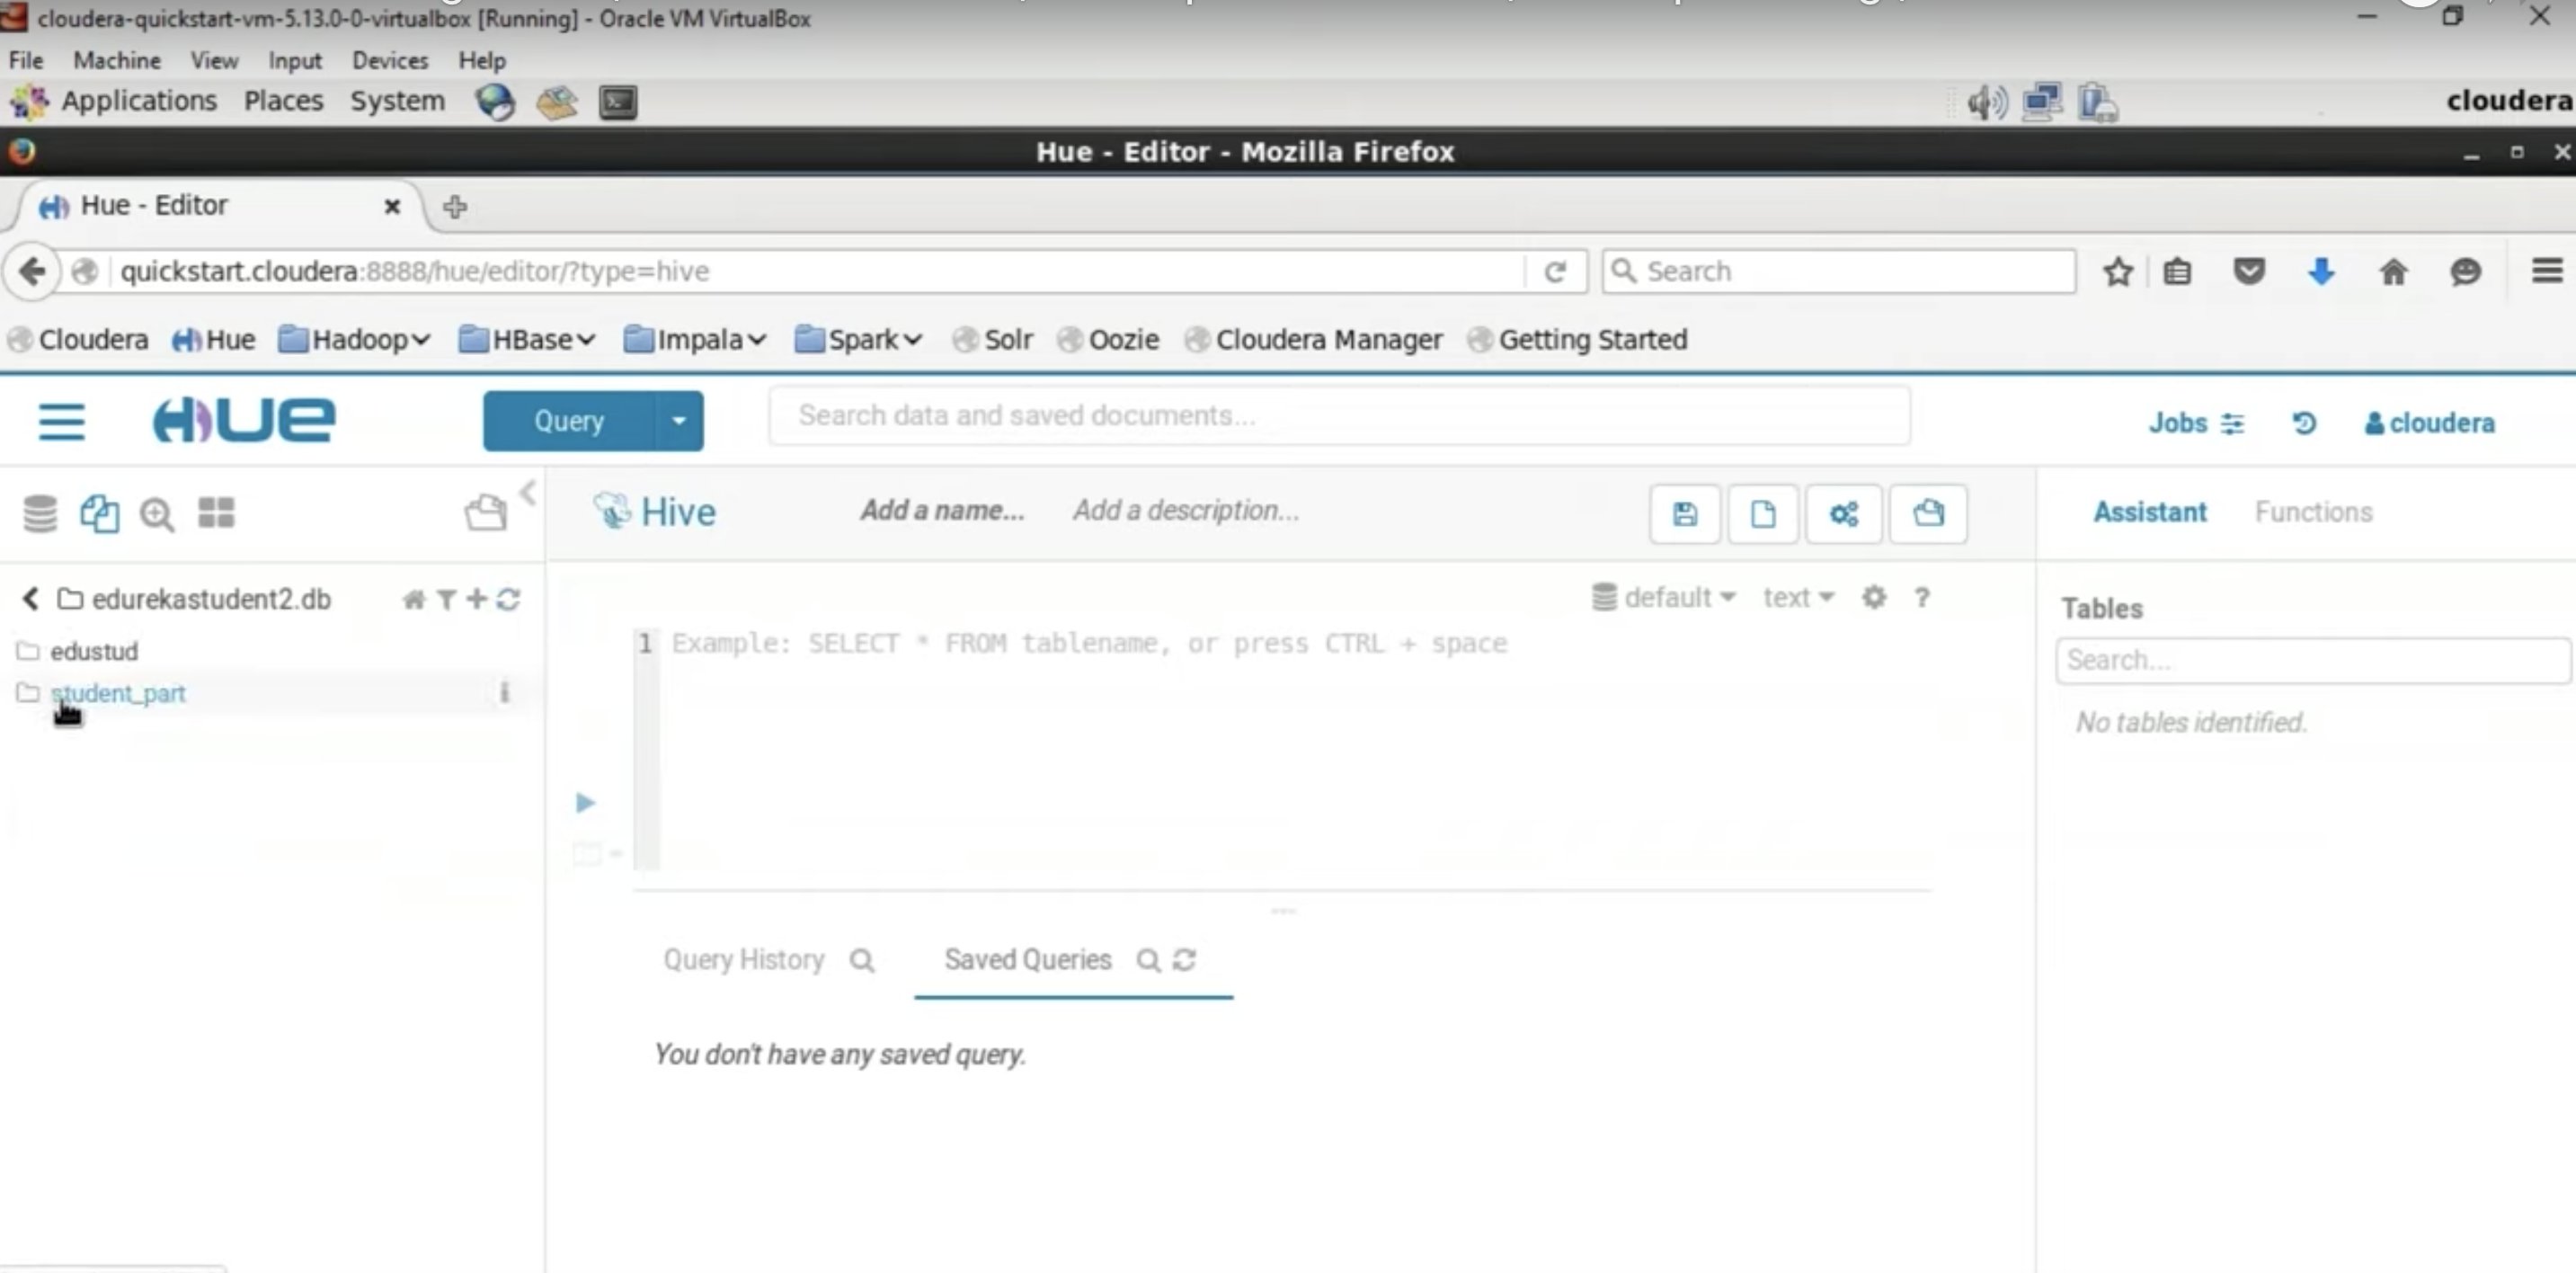 cloudera-quickstart-vm-5.13.0-0-virtualbox [Running] - Oracle VM VirtualBox
File Machine View Input Devices Help
Applications Places System cloudera
Hue - Editor - Mozilla Firefox
Hue - Editor
quickstart.cloudera:8888/hue/editor/?type=hive
Search
Cloudera Hue Hadoop HBase Impala Spark Solr Oozie Cloudera Manager Getting Started
HUE Query Search data and saved documents... Jobs cloudera
Hive Add a name... Add a description... Assistant Functions
edurekastudent2.db default text ?
Tables
edustud
1 Example: SELECT * FROM tablename, or press CTRL + space
Search...
student_part
No tables identified.
Query History Saved Queries
You don't have any saved query.